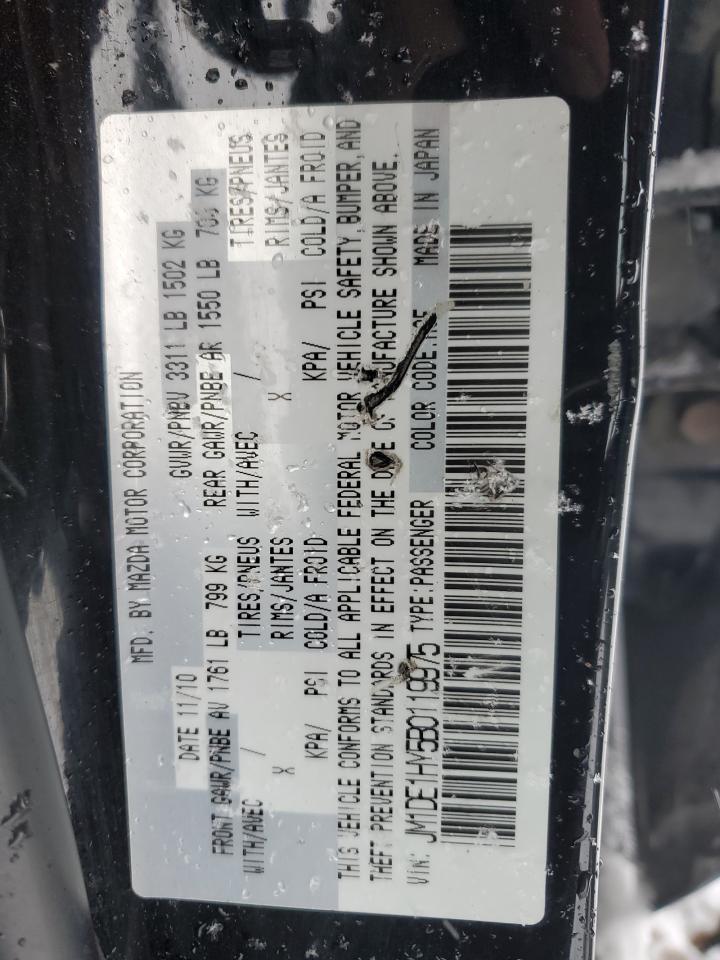 MFD. BY MAZDA MOTOR CORPORATION
DATE 11/10 GVWR/PNBV 3311 LB 1502 KG
FRONT GAWR/PNBE AV 1761 LB 799 KG REAR GAWR/PNBE AR 1550 LB 703 KG
WITH/AVEC / TIRES/PNEUS WITH/AVEC / TIRES/PNEUS
X RIMS/JANTES X RIMS/JANTES
KPA/ PSI COLD/A FROID KPA/ PSI COLD/A FROID
THIS VEHICLE CONFORMS TO ALL APPLICABLE FEDERAL MOTOR VEHICLE SAFETY, BUMPER, AND
THEFT PREVENTION STANDARDS IN EFFECT ON THE DATE OF MANUFACTURE SHOWN ABOVE.
VIN: JM1DE1HY5B0119975 TYPE:PASSENGER COLOR CODE: MADE IN JAPAN